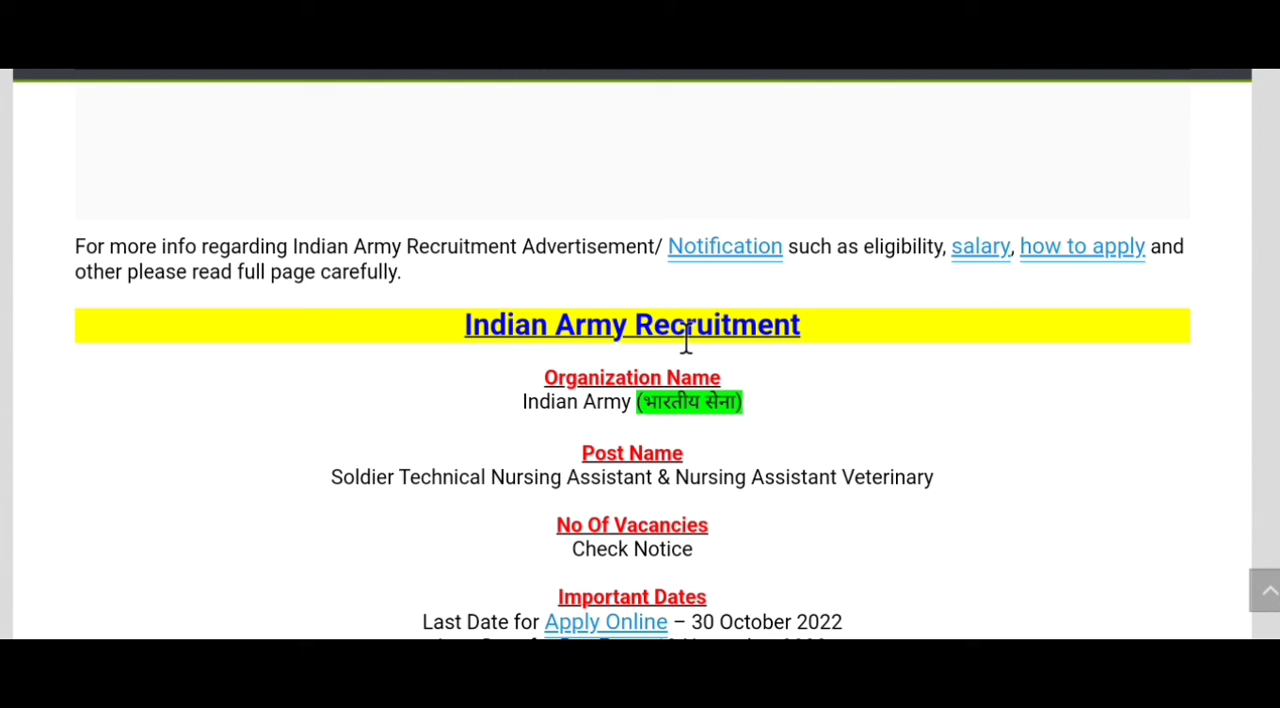 For more info regarding Indian Army Recruitment Advertisement/ Notification such as eligibility, salary, how to apply and
other please read full page carefully.
Indian Army Recruitment
Organization Name
Indian Army (भारतीय सेना)
Post Name
Soldier Technical Nursing Assistant & Nursing Assistant Veterinary
No Of Vacancies
Check Notice
Important Dates
Last Date for Apply Online – 30 October 2022